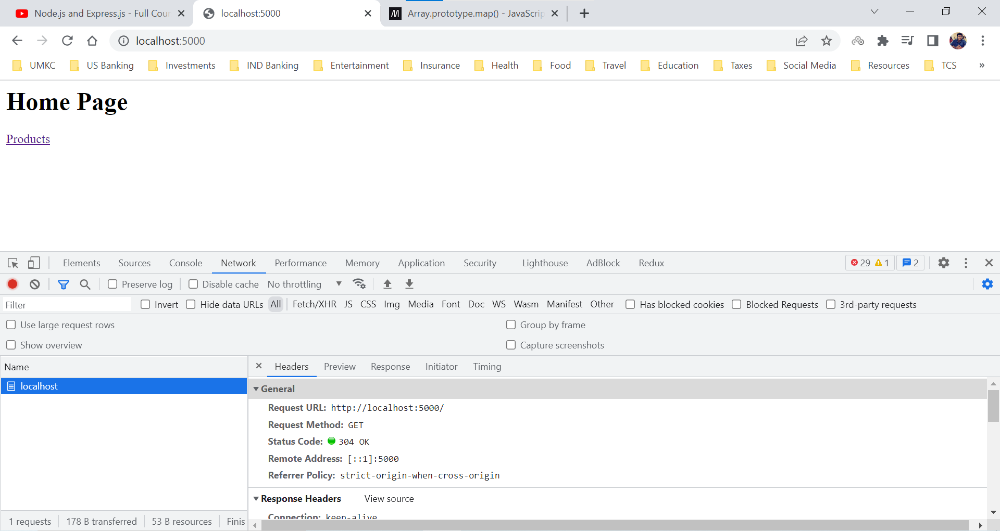 Node.js and Express.js - Full Cour
localhost:5000
Array.prototype.map() - JavaScrip
localhost:5000
UMKC US Banking Investments IND Banking Entertainment Insurance Health Food Travel Education Taxes Social Media Resources TCS »
Home Page
Products
Elements Sources Console Network Performance Memory Application Security Lighthouse AdBlock Redux 29 1 2
Preserve log Disable cache No throttling
Filter Invert Hide data URLs All Fetch/XHR JS CSS Img Media Font Doc WS Wasm Manifest Other Has blocked cookies Blocked Requests 3rd-party requests
Use large request rows Group by frame
Show overview Capture screenshots
Name
localhost
1 requests 178 B transferred 53 B resources Finis
Headers Preview Response Initiator Timing
General
Request URL: http://localhost:5000/
Request Method: GET
Status Code: 304 OK
Remote Address: [::1]:5000
Referrer Policy: strict-origin-when-cross-origin
Response Headers View source
Connection: keep-alive